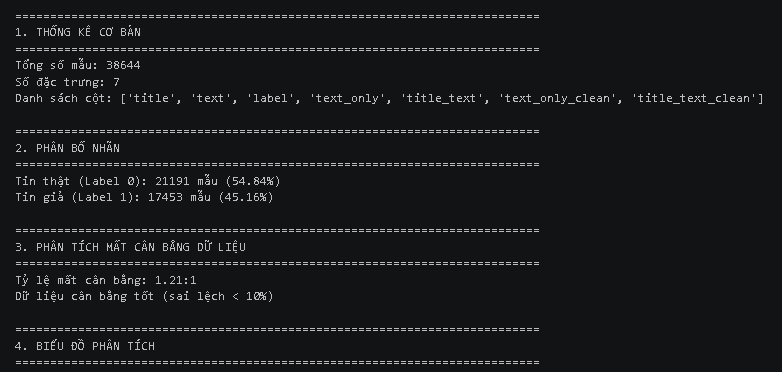 ===========================================================================
1. THỐNG KÊ CƠ BẢN
===========================================================================
Tổng số mẫu: 38644
Số đặc trưng: 7
Danh sách cột: ['title', 'text', 'label', 'text_only', 'title_text', 'text_only_clean', 'title_text_clean']
===========================================================================
2. PHÂN BỐ NHÃN
===========================================================================
Tin thật (Label 0): 21191 mẫu (54.84%)
Tin giả (Label 1): 17453 mẫu (45.16%)
===========================================================================
3. PHÂN TÍCH MẤT CÂN BẰNG DỮ LIỆU
===========================================================================
Tỷ lệ mất cân bằng: 1.21:1
Dữ liệu cân bằng tốt (sai lệch < 10%)
===========================================================================
4. BIỂU ĐỒ PHÂN TÍCH
===========================================================================